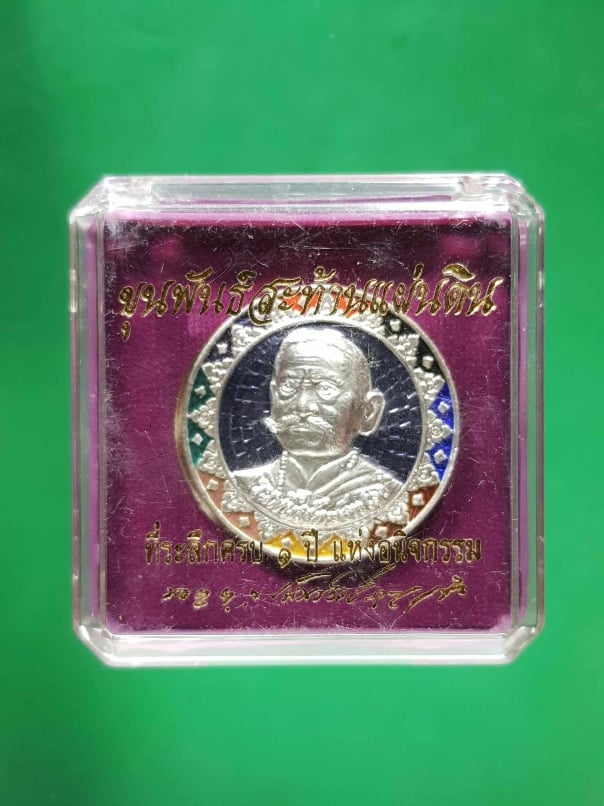 ขุนพันธ์ สะท้านแผ่นดิน
ที่ระลึกครบ ๑ ปี แห่งอนิจกรรม